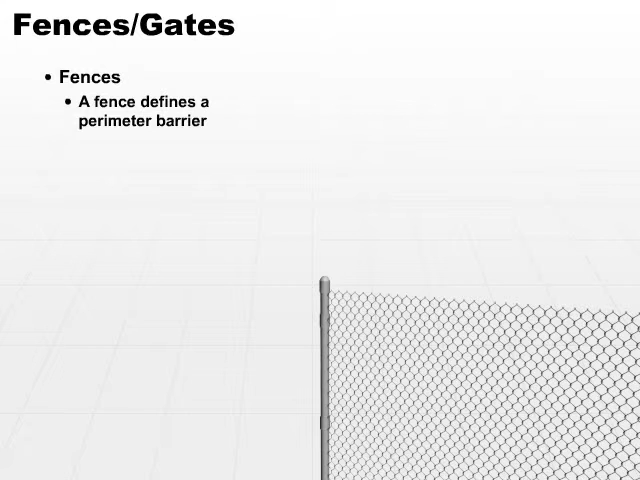 Fences/Gates
• Fences
• A fence defines a
perimeter barrier